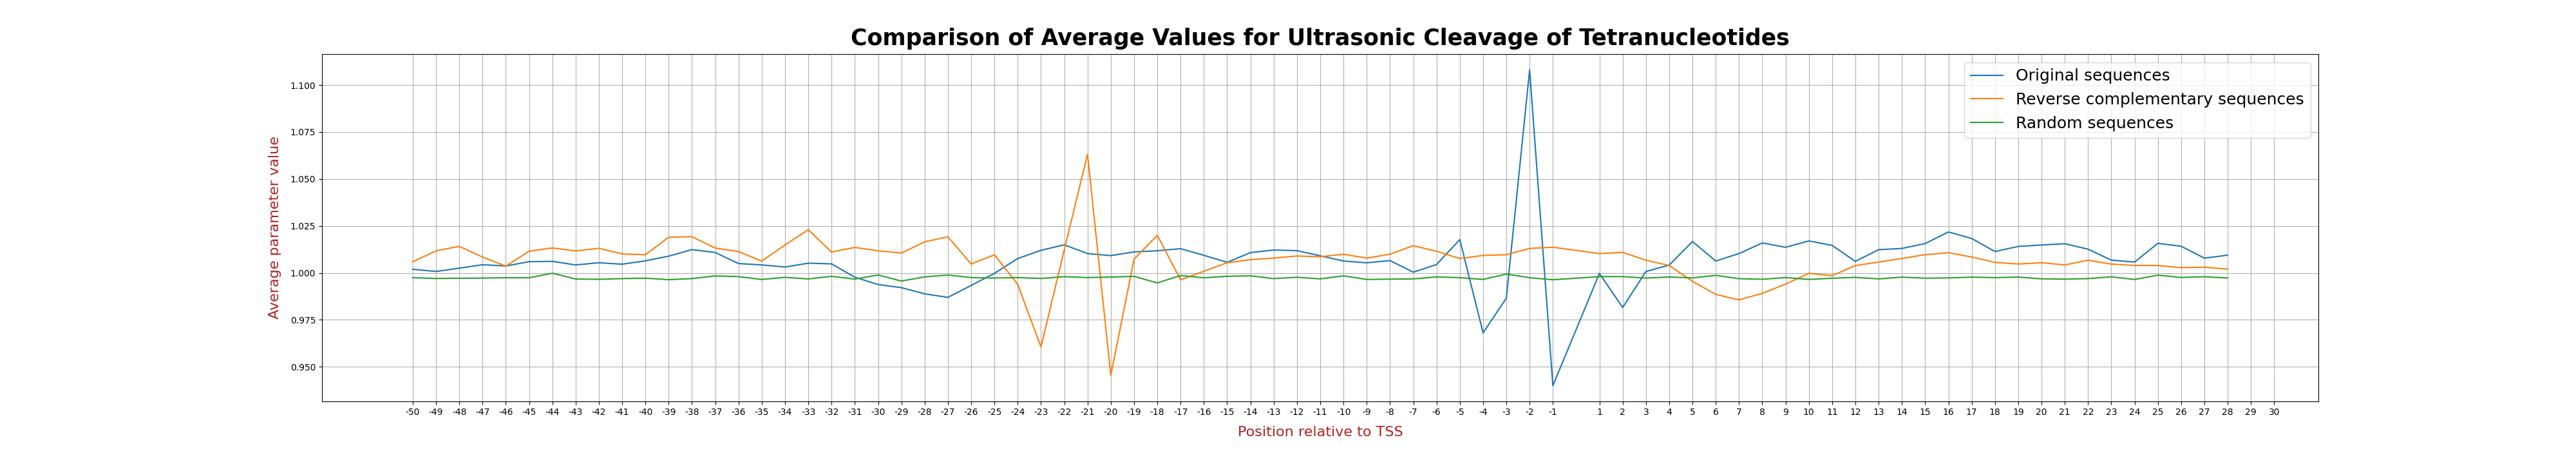 Comparison of Average Values for Ultrasonic Cleavage of Tetranucleotides
Original sequences
Reverse complementary sequences
Random sequences
Average parameter value
1.100
1.075
1.050
1.025
1.000
0.975
0.950
-50 -49 -48 -47 -46 -45 -44 -43 -42 -41 -40 -39 -38 -37 -36 -35 -34 -33 -32 -31 -30 -29 -28 -27 -26 -25 -24 -23 -22 -21 -20 -19 -18 -17 -16 -15 -14 -13 -12 -11 -10 -9 -8 -7 -6 -5 -4 -3 -2 -1 1 2 3 4 5 6 7 8 9 10 11 12 13 14 15 16 17 18 19 20 21 22 23 24 25 26 27 28 29 30
Position relative to TSS